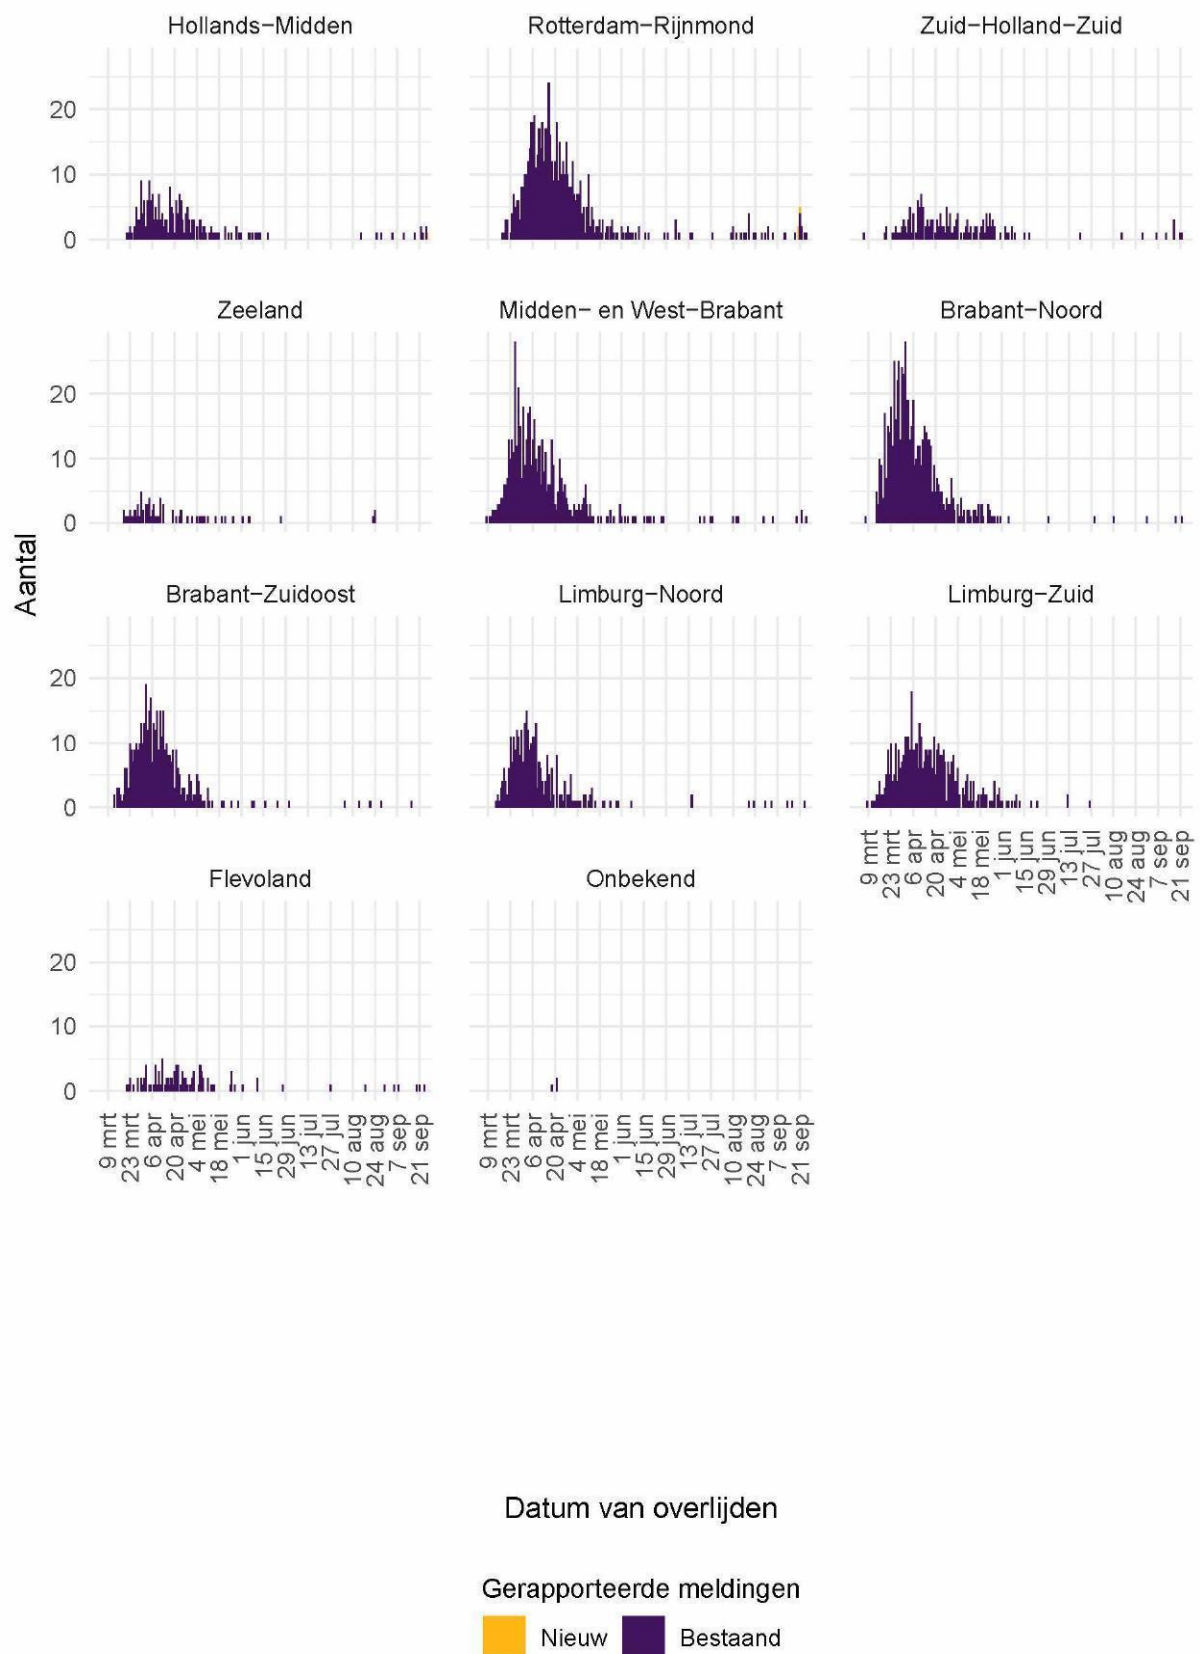 Hollands-Midden
Rotterdam-Rijnmond
Zuid-Holland-Zuid
20
10
0
Zeeland
Midden- en West-Brabant
Brabant-Noord
20
10
0
Aantal
Brabant-Zuidoost
Limburg-Noord
Limburg-Zuid
20
10
0
9 mrt
23 mrt
6 apr
20 apr
4 mei
18 mei
1 jun
15 jun
29 jun
13 jul
27 jul
10 aug
24 aug
7 sep
21 sep
Flevoland
Onbekend
20
10
0
9 mrt
23 mrt
6 apr
20 apr
4 mei
18 mei
1 jun
15 jun
29 jun
13 jul
27 jul
10 aug
24 aug
7 sep
21 sep
9 mrt
23 mrt
6 apr
20 apr
4 mei
18 mei
1 jun
15 jun
29 jun
13 jul
27 jul
10 aug
24 aug
7 sep
21 sep
Datum van overlijden
Gerapporteerde meldingen
Nieuw Bestaand